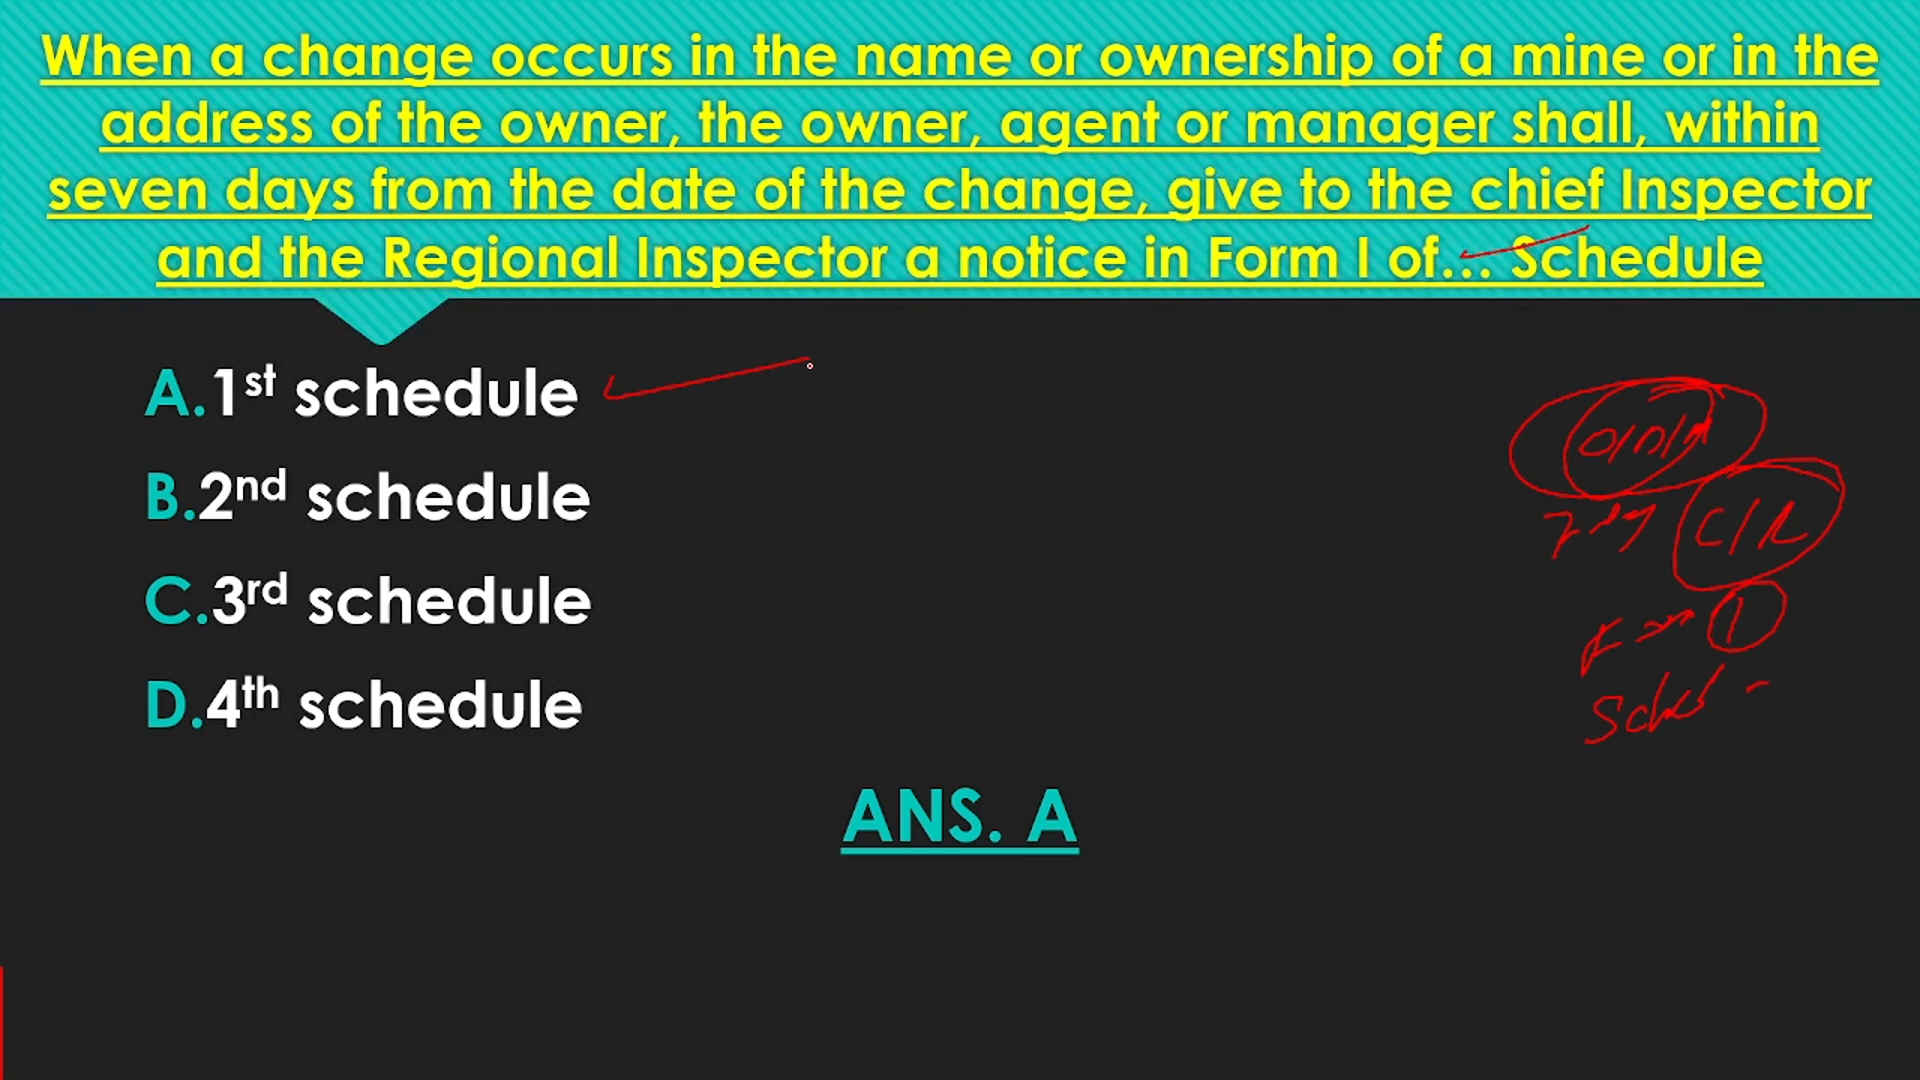 When a change occurs in the name or ownership of a mine or in the
address of the owner, the owner, agent or manager shall, within
seven days from the date of the change, give to the chief Inspector
and the Regional Inspector a notice in Form I of... Schedule
A.1st schedule
B.2nd schedule
C.3rd schedule
D.4th schedule
ANS. A
C/R
1